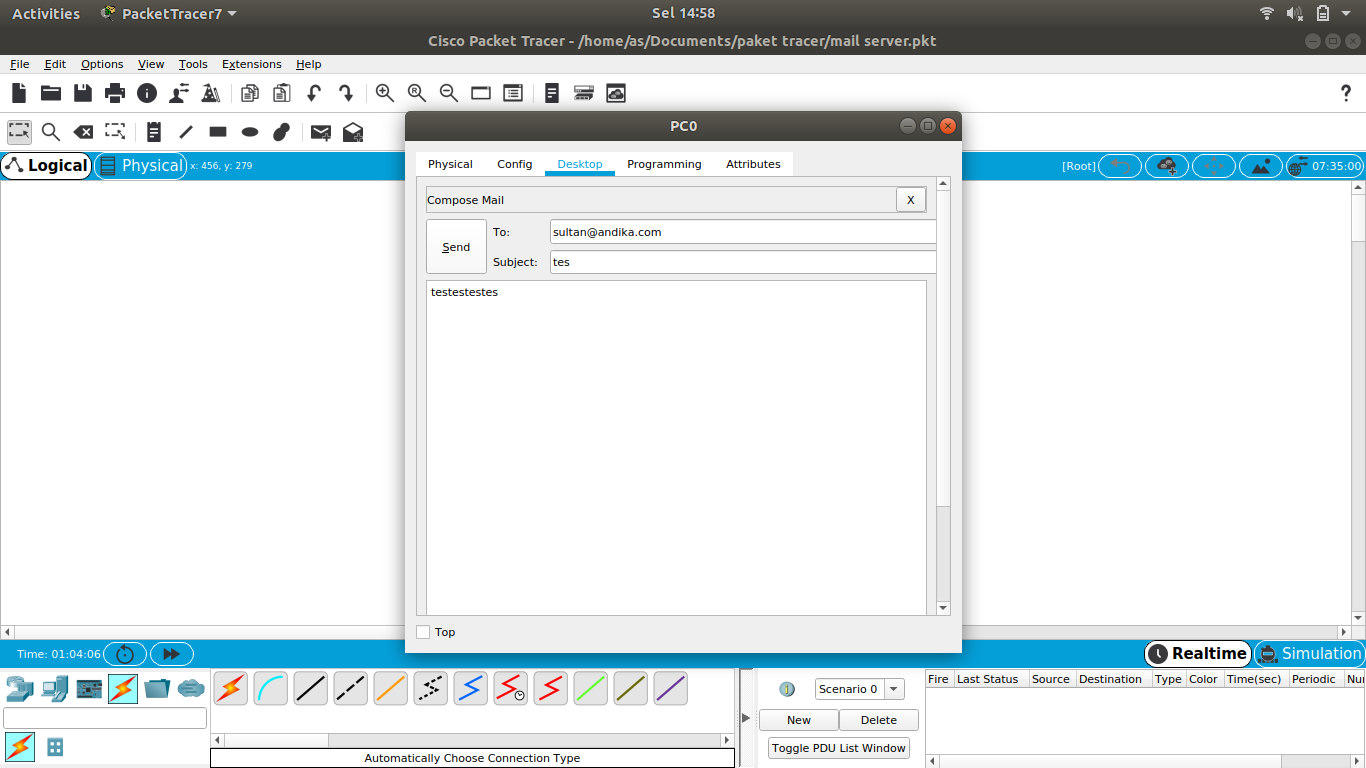 Activities PacketTracer7 Sel 14:58
Cisco Packet Tracer - /home/as/Documents/paket tracer/mail server.pkt
File Edit Options View Tools Extensions Help
?
PC0
Logical Physical x: 456, y: 279 [Root] 07:35:00
Physical Config Desktop Programming Attributes
Compose Mail X
Send To: sultan@andika.com
Subject: tes
testestestes
Top
Time: 01:04:06 Realtime Simulation
Scenario 0 Fire Last Status Source Destination Type Color Time(sec) Periodic Nur
New Delete
Toggle PDU List Window
Automatically Choose Connection Type